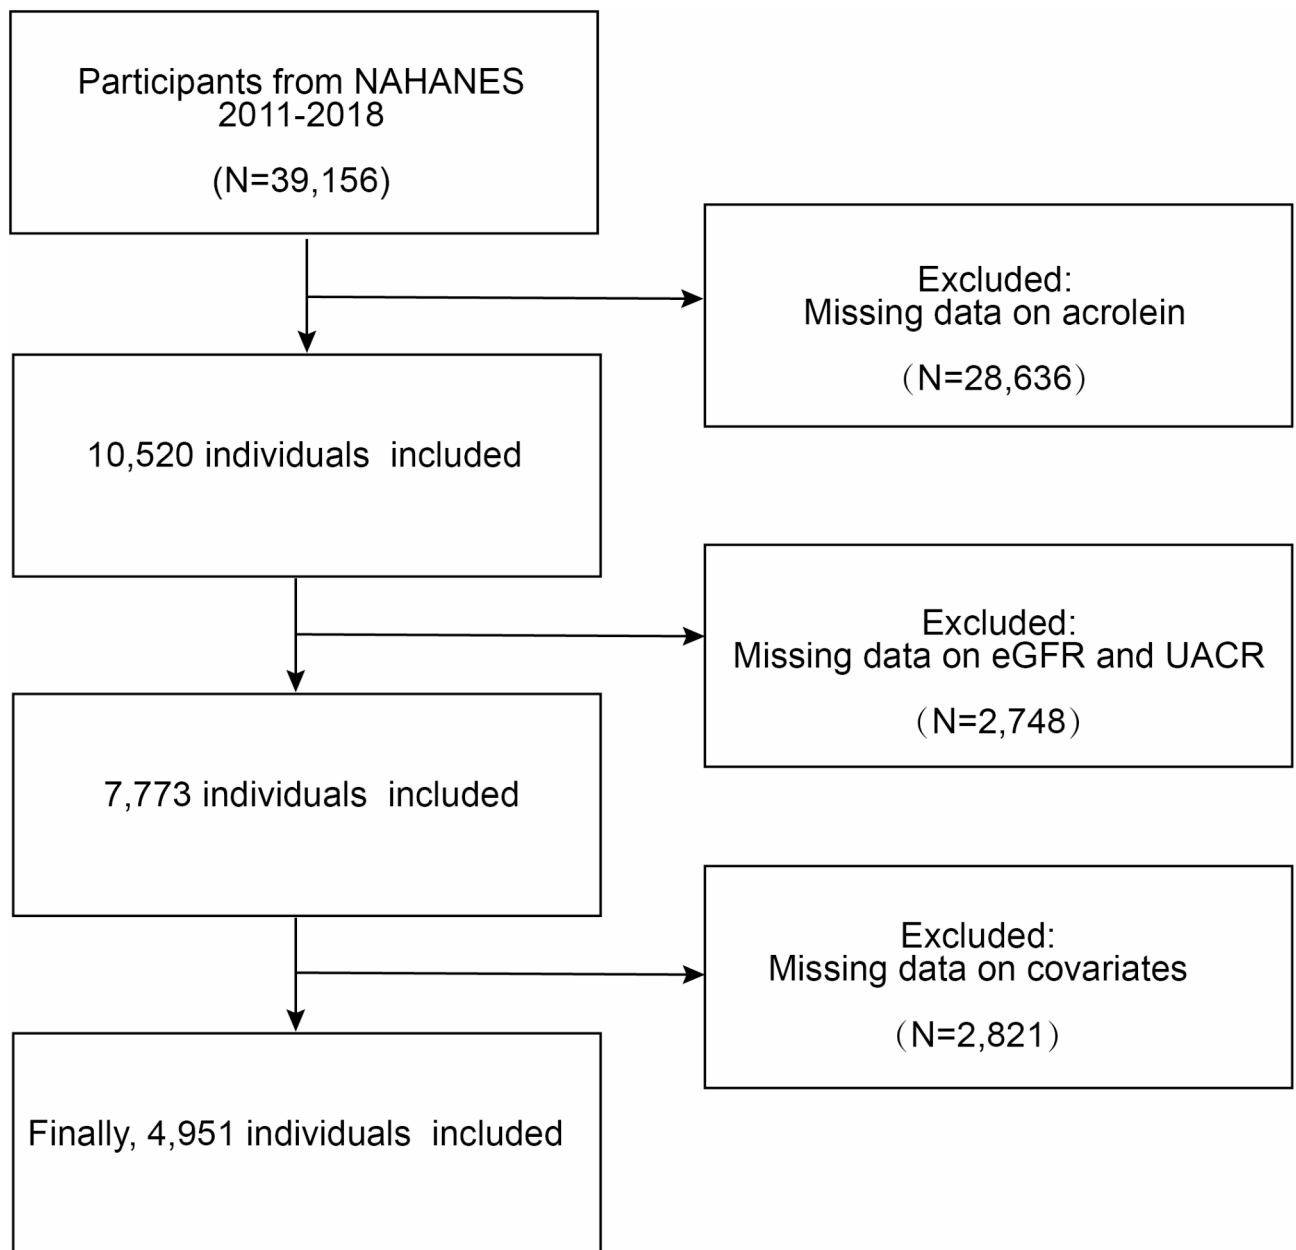 Participants from NAHANES
2011-2018
(N=39,156)
Excluded:
Missing data on acrolein
（N=28,636）
10,520 individuals  included
Excluded:
Missing data on eGFR and UACR
（N=2,748）
7,773 individuals  included
Excluded:
Missing data on covariates
（N=2,821）
Finally, 4,951 individuals  included